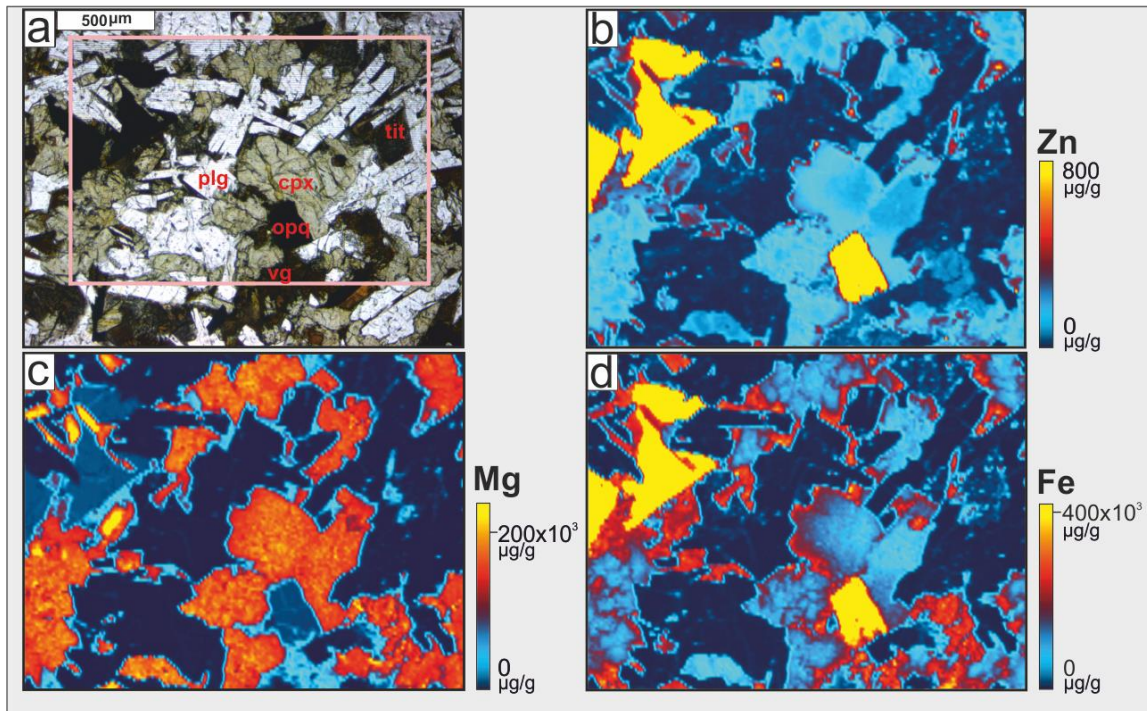 a
500µm
tit
plg
cpx
opq
vg
b
Zn
800
µg/g
0
µg/g
c
Mg
200x10³
µg/g
0
µg/g
d
Fe
400x10³
µg/g
0
µg/g